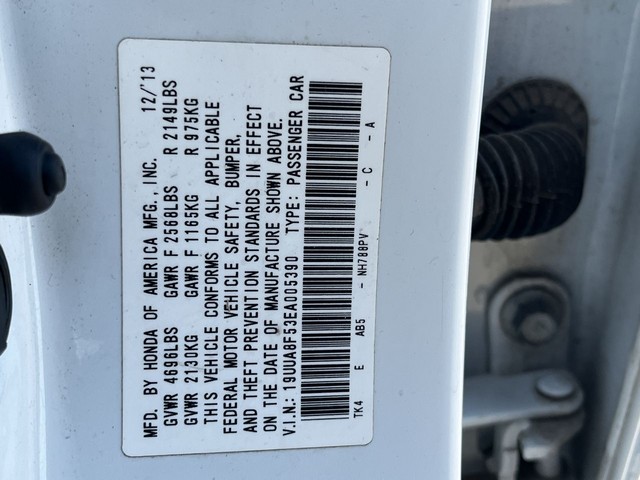 MFD. BY HONDA OF AMERICA MFG., INC. 12/'13
GVWR 4696LBS GAWR F 2568LBS R 2149LBS
GVWR 2130KG GAWR F 1165KG R 975KG
THIS VEHICLE CONFORMS TO ALL APPLICABLE
FEDERAL MOTOR VEHICLE SAFETY, BUMPER,
AND THEFT PREVENTION STANDARDS IN EFFECT
ON THE DATE OF MANUFACTURE SHOWN ABOVE.
V.I.N.: 19UUA8F53EA005390 TYPE: PASSENGER CAR
TK4 E AB5 - NH788PV - C - A